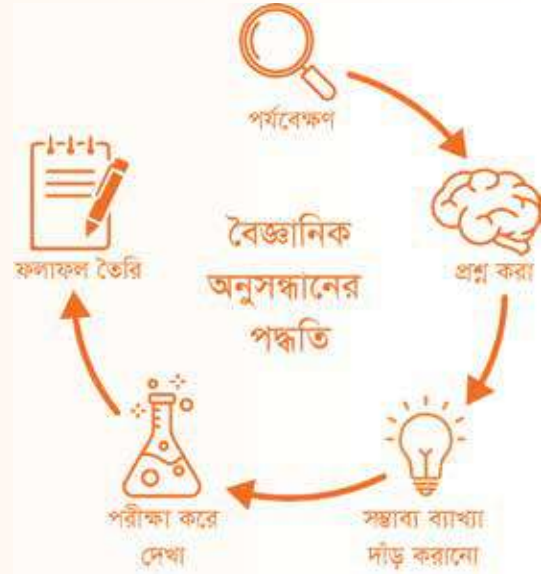 পর্যবেক্ষণ
প্রশ্ন করা
সম্ভাব্য ব্যাখ্যা
দাঁড় করানো
পরীক্ষা করে
দেখা
ফলাফল তৈরি
বৈজ্ঞানিক
অনুসন্ধানের
পদ্ধতি